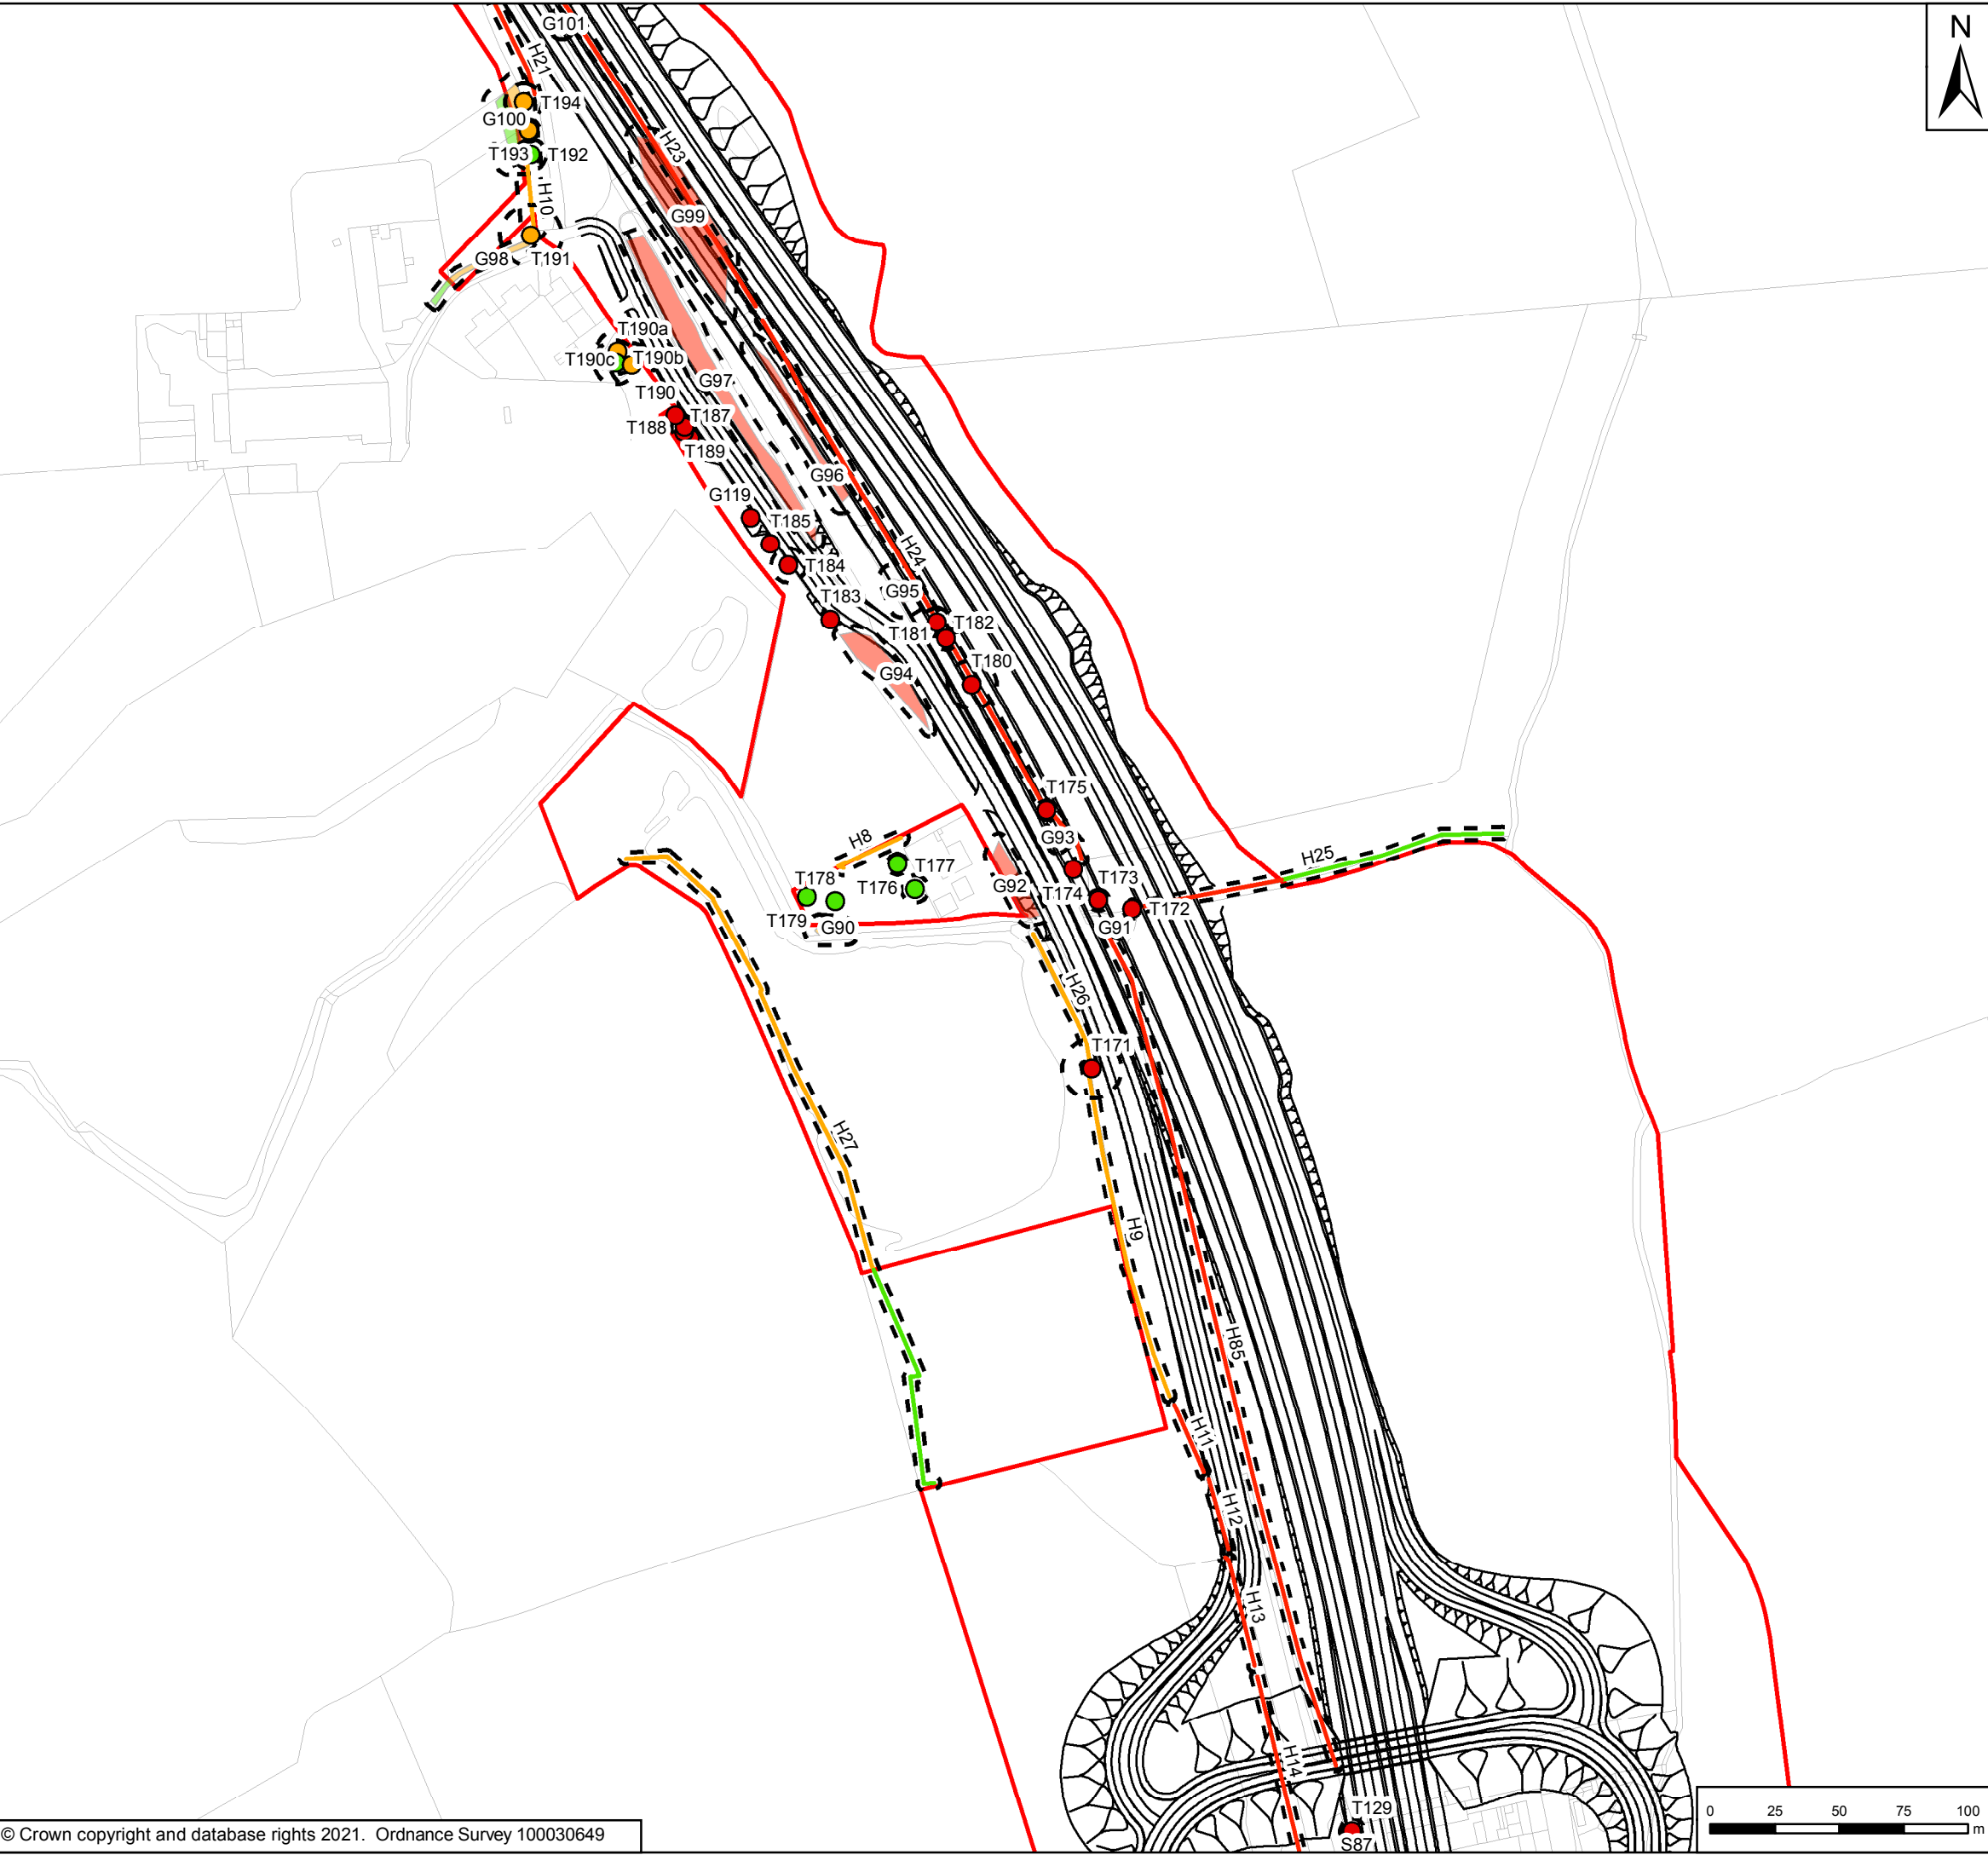 G101
N
H21
T194
G100
T193
T192
H23
H10
G99
G98
T191
T190a
T190c
T190b
G97
T190
T187
T188
T189
G96
G119
T185
H24
T184
G95
T183
T182
T181
T180
G94
T175
G93
H8
T177
H25
T178
T176
G92
T174
T173
T172
T179
G90
G91
H26
T171
H27
H9
H85
H11
H12
H13
H14
T129
S87
0 25 50 75 100
m
© Crown copyright and database rights 2021. Ordnance Survey 100030649